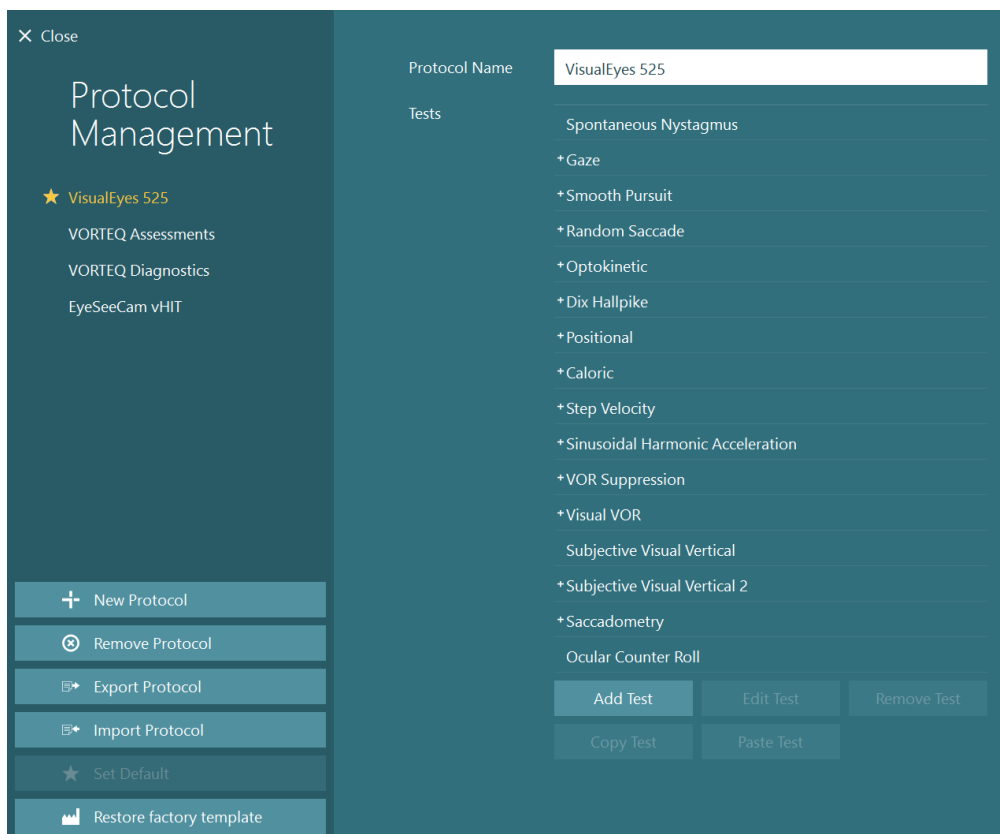 Close
Protocol
Management
VisualEyes 525
VORTEQ Assessments
VORTEQ Diagnostics
EyeSeeCam vHIT
New Protocol
Remove Protocol
Export Protocol
Import Protocol
Set Default
Restore factory template
Protocol Name
VisualEyes 525
Tests
Spontaneous Nystagmus
+Gaze
+Smooth Pursuit
+Random Saccade
+Optokinetic
+Dix Hallpike
+Positional
+Caloric
+Step Velocity
+Sinusoidal Harmonic Acceleration
+VOR Suppression
+Visual VOR
Subjective Visual Vertical
+Subjective Visual Vertical 2
+Saccadometry
Ocular Counter Roll
Add Test Edit Test Remove Test
Copy Test Paste Test